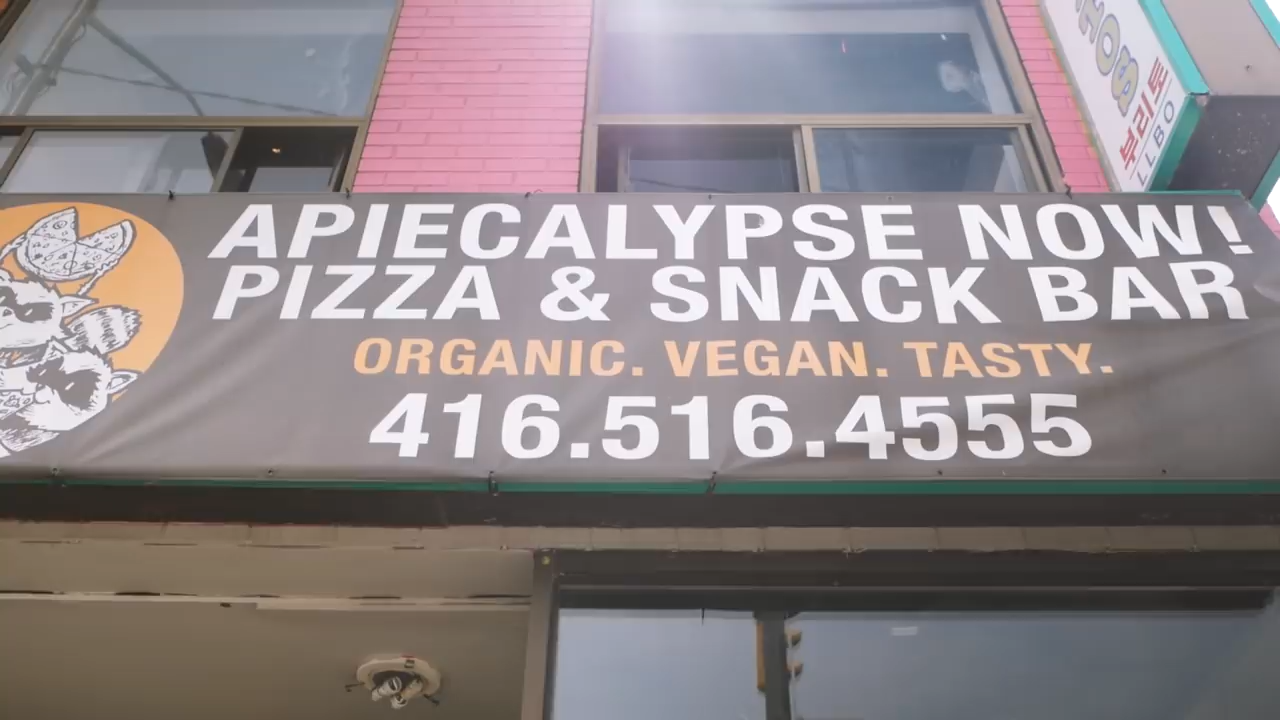 APIECALYPSE NOW!
PIZZA & SNACK BAR
ORGANIC. VEGAN. TASTY.
416.516.4555
부리토